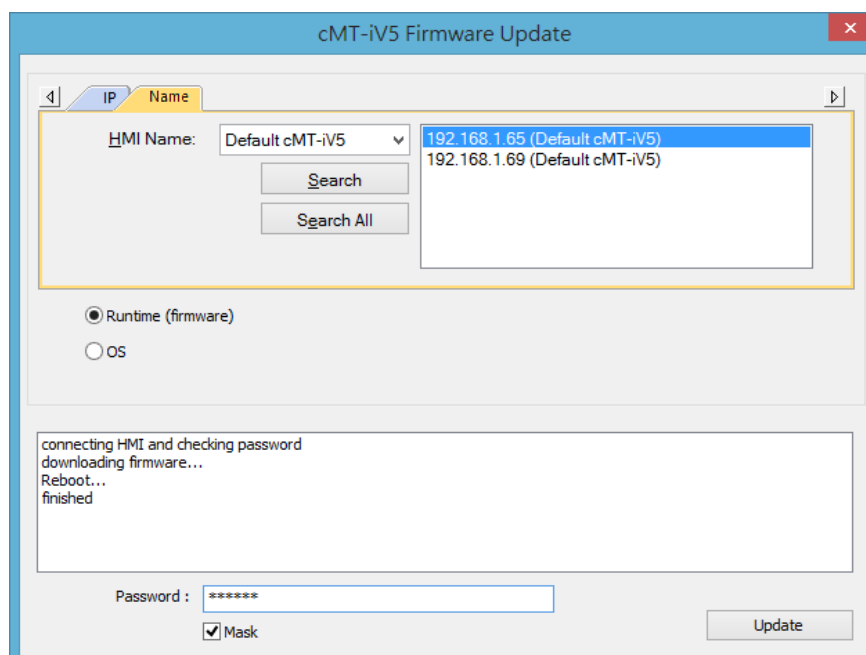 cMT-iV5 Firmware Update
IP Name
HMI Name: Default cMT-iV5
192.168.1.65 (Default cMT-iV5)
192.168.1.69 (Default cMT-iV5)
Search
Search All
Runtime (firmware)
OS
connecting HMI and checking password
downloading firmware...
Reboot...
finished
Password : ******
Mask
Update